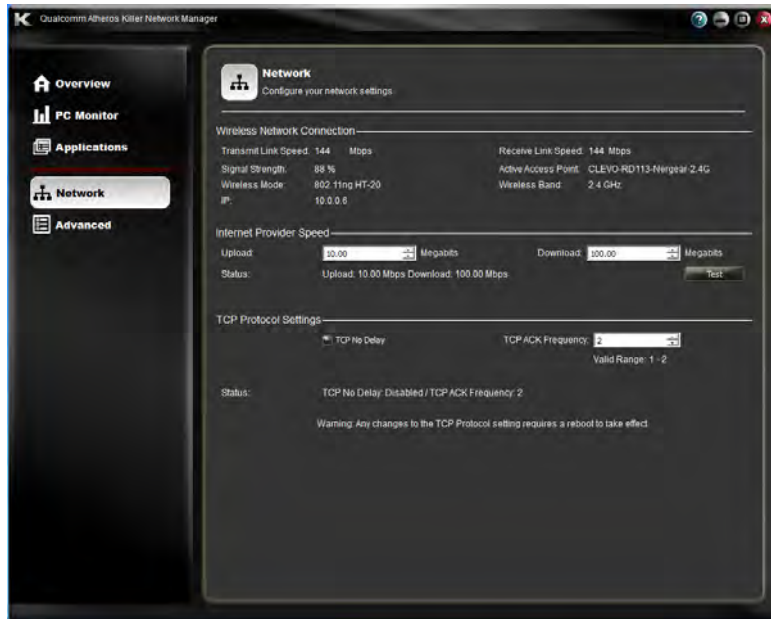 Qualcomm Atheros Killer Network Manager
Overview
PC Monitor
Applications
Network
Advanced
Network
Configure your network settings
Wireless Network Connection
Transmit Link Speed: 144 Mbps Receive Link Speed: 144 Mbps
Signal Strength: 88 % Active Access Point: CLEVO-RD113-Nergear-2.4G
Wireless Mode: 802.11ng HT-20 Wireless Band: 2.4 GHz
IP: 10.0.0.6
Internet Provider Speed
Upload: 10.00 Megabits Download: 100.00 Megabits
Status: Upload: 10.00 Mbps Download: 100.00 Mbps Test
TCP Protocol Settings
TCP No Delay TCP ACK Frequency: 2
Valid Range: 1 - 2
Status: TCP No Delay: Disabled / TCP ACK Frequency: 2
Warning: Any changes to the TCP Protocol setting requires a reboot to take effect